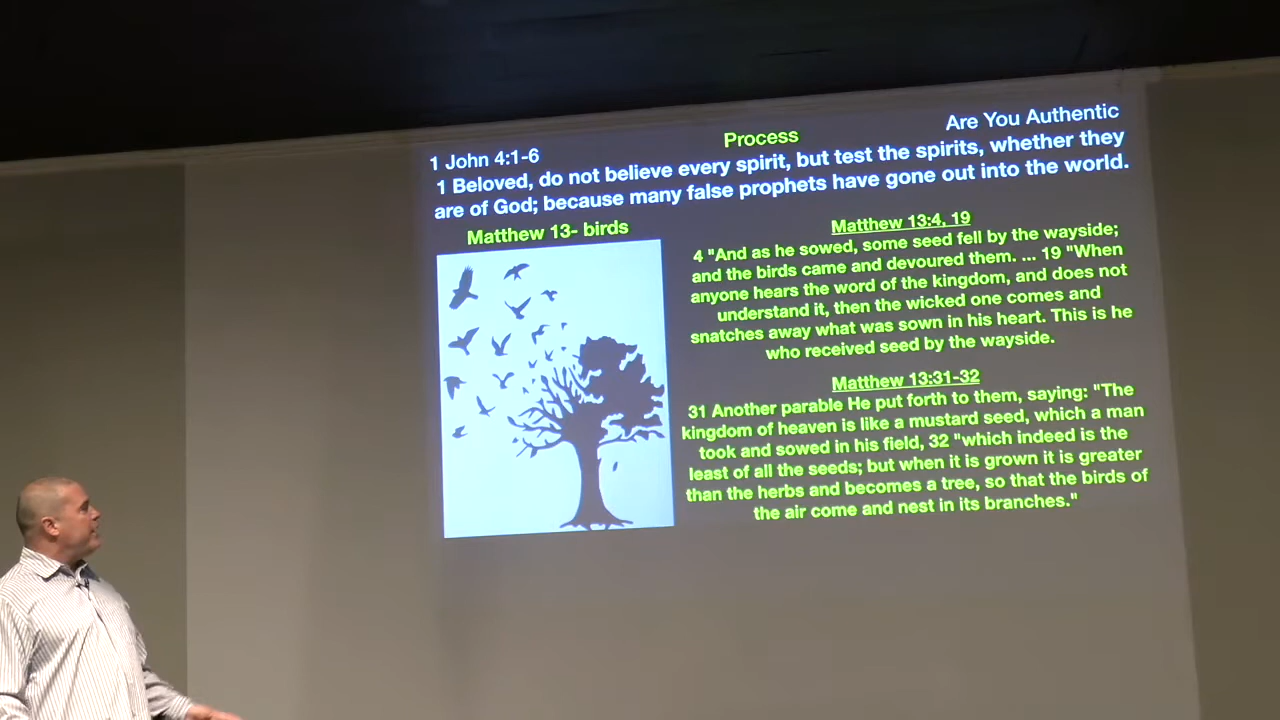 1 John 4:1-6
Process
Are You Authentic
1 Beloved, do not believe every spirit, but test the spirits, whether they
are of God; because many false prophets have gone out into the world.
Matthew 13- birds
Matthew 13:4, 19
4 "And as he sowed, some seed fell by the wayside;
and the birds came and devoured them. ... 19 "When
anyone hears the word of the kingdom, and does not
understand it, then the wicked one comes and
snatches away what was sown in his heart. This is he
who received seed by the wayside.
Matthew 13:31-32
31 Another parable He put forth to them, saying: "The
kingdom of heaven is like a mustard seed, which a man
took and sowed in his field, 32 "which indeed is the
least of all the seeds; but when it is grown it is greater
than the herbs and becomes a tree, so that the birds of
the air come and nest in its branches."